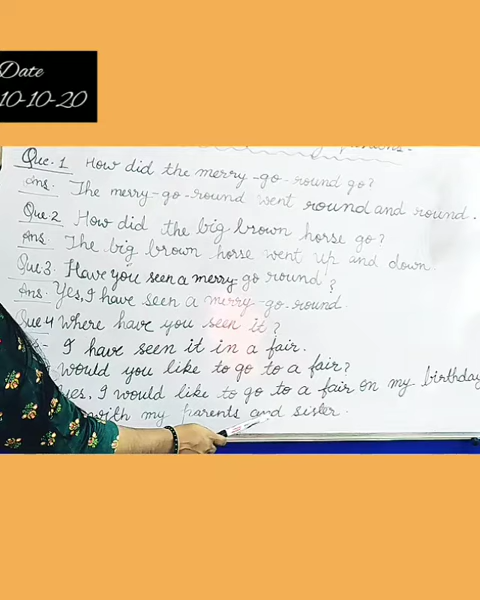 Date
10-10-20
Que. 1 How did the merry-go-round go?
Ans. The merry-go-round went round and round.
Que.2 How did the big brown horse go?
Ans. The big brown horse went up and down.
Que.3. Have you seen a merry go round?
Ans. Yes, I have seen a merry-go-round.
Que 4 Where have you seen it?
I have seen it in a fair.
Would you like to go to a fair?
yes, I would like to go to a fair on my birthday
with my parents and sister.